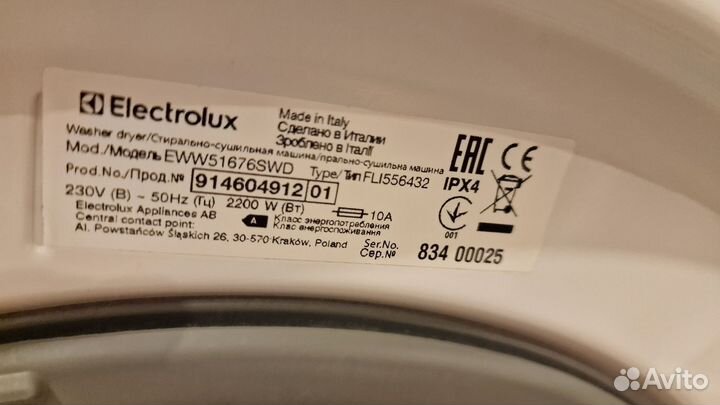 Electrolux
Made in Italy
Сделано в Италии
Зроблено в Італії
Washer dryer/Стирально-сушильная машина/прально-сушильна машина
Mod./Модель EWW51676SWD Type/Тип FLI556432
Prod.No./Прод.№ 914604912 01
230V (В) ~ 50Hz (Гц) 2200 W (Вт) 10A
Electrolux Appliances AB
Central contact point:
Al. Powstańców Śląskich 26, 30-570 Kraków, Poland
A Класс энергопотребления
Клас енергоспоживання
Ser.No.
Сер.№
834 00025
EAC CE
IPX4
001
Avito